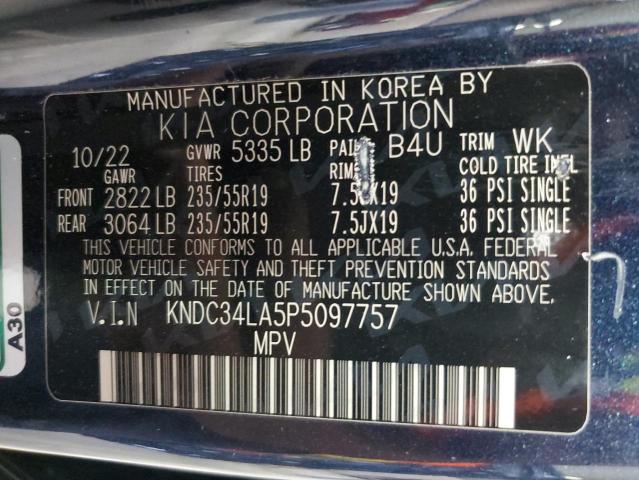 MANUFACTURED IN KOREA BY
KIA CORPORATION
10/22 GVWR 5335 LB B4U TRIM WK
GAWR TIRES COLD TIRE
FRONT 2822 LB 235/55R19 36 PSI SINGLE
REAR 3064 LB 235/55R19 7.5JX19 36 PSI SINGLE
THIS VEHICLE CONFORMS TO ALL APPLICABLE U.S.A. FEDERAL
MOTOR VEHICLE SAFETY AND THEFT PREVENTION STANDARDS
IN EFFECT ON THE DATE OF MANUFACTURE SHOWN ABOVE.
V.I.N KNDC34LA5P5097757
MPV
A30
7